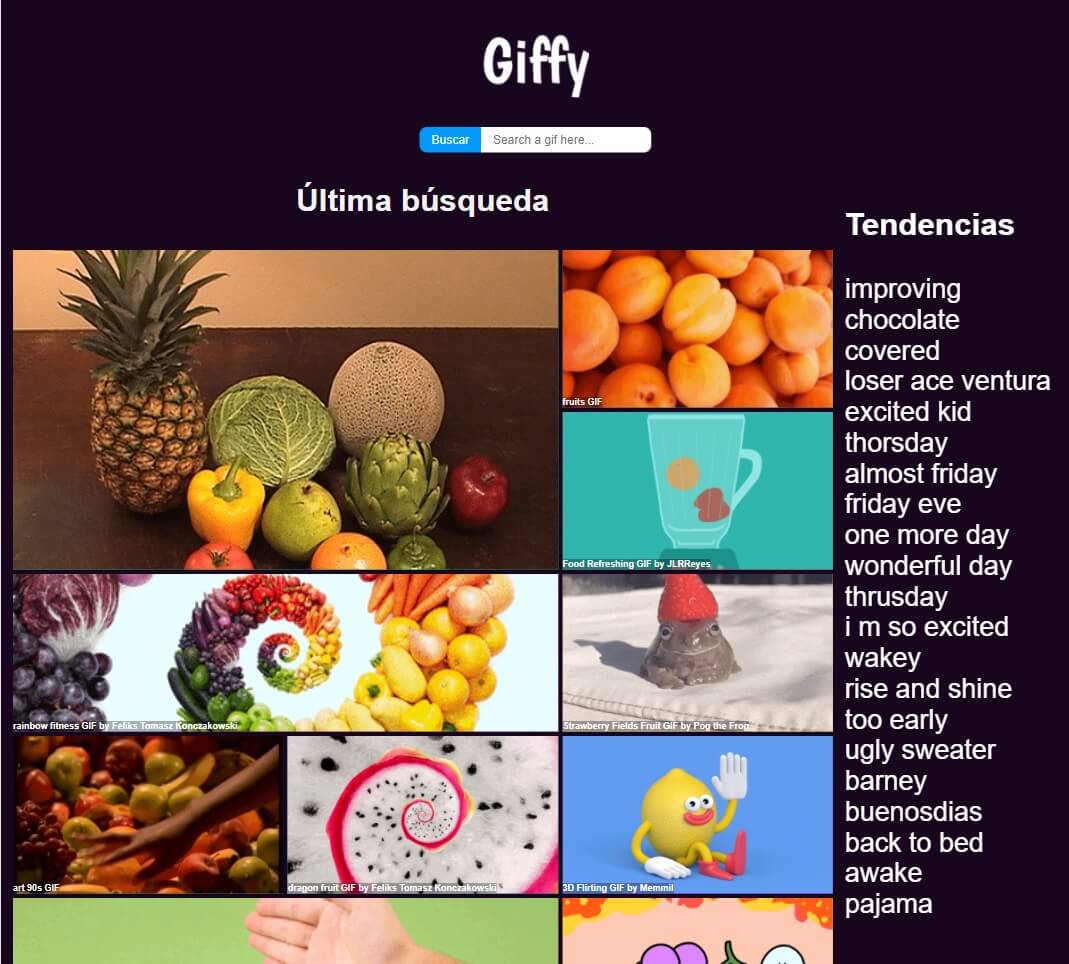 Giffy
Buscar
Search a gif here...
Última búsqueda
fruits GIF
Food Refreshing GIF by JLRReyes
rainbow fitness GIF by Feliks Tomasz Konczakowski
Strawberry Fields Fruit GIF by Pog the Frog
art 90s GIF
dragon fruit GIF by Feliks Tomasz Konczakowski
3D Flirting GIF by Memmil
Tendencias
improving
chocolate
covered
loser ace ventura
excited kid
thorsday
almost friday
friday eve
one more day
wonderful day
thrusday
i m so excited
wakey
rise and shine
too early
ugly sweater
barney
buenosdias
back to bed
awake
pajama